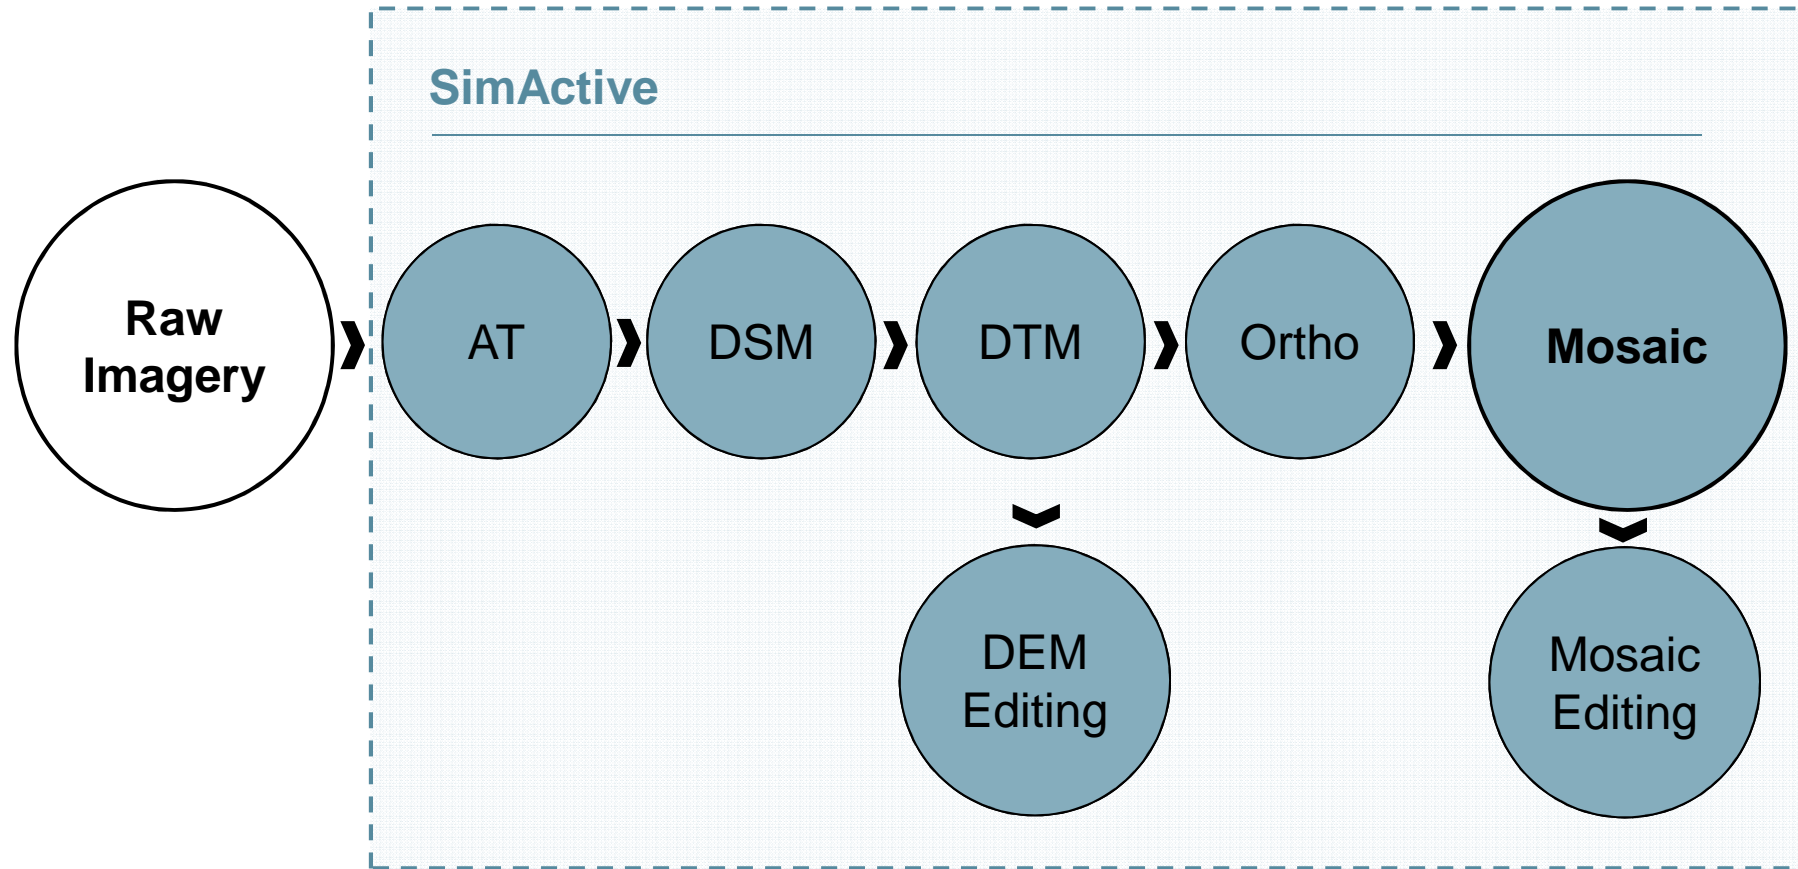 SimActive
Raw
Imagery
AT
DSM
DTM
Ortho
Mosaic
DEM
Editing
Mosaic
Editing